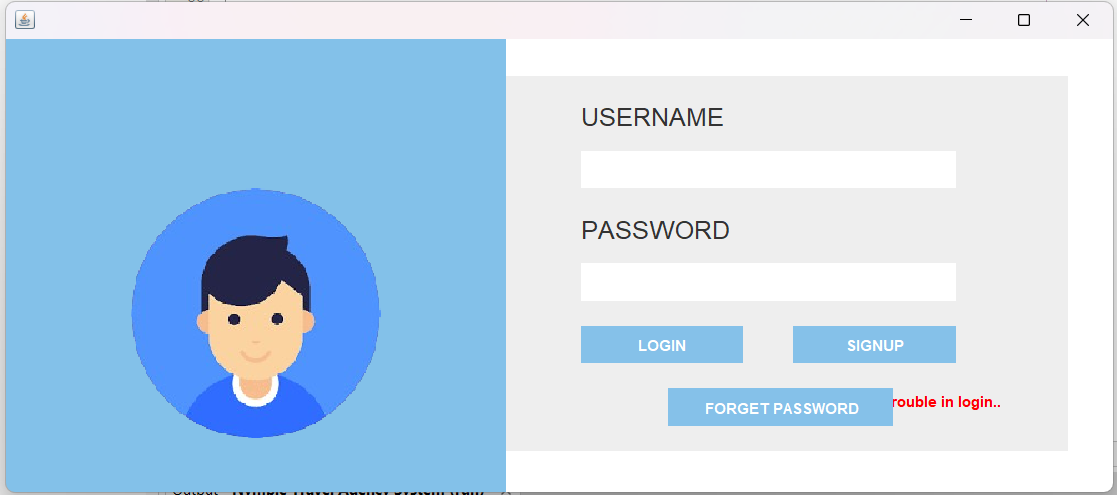 USERNAME
PASSWORD
LOGIN SIGNUP
FORGET PASSWORD rouble in login..